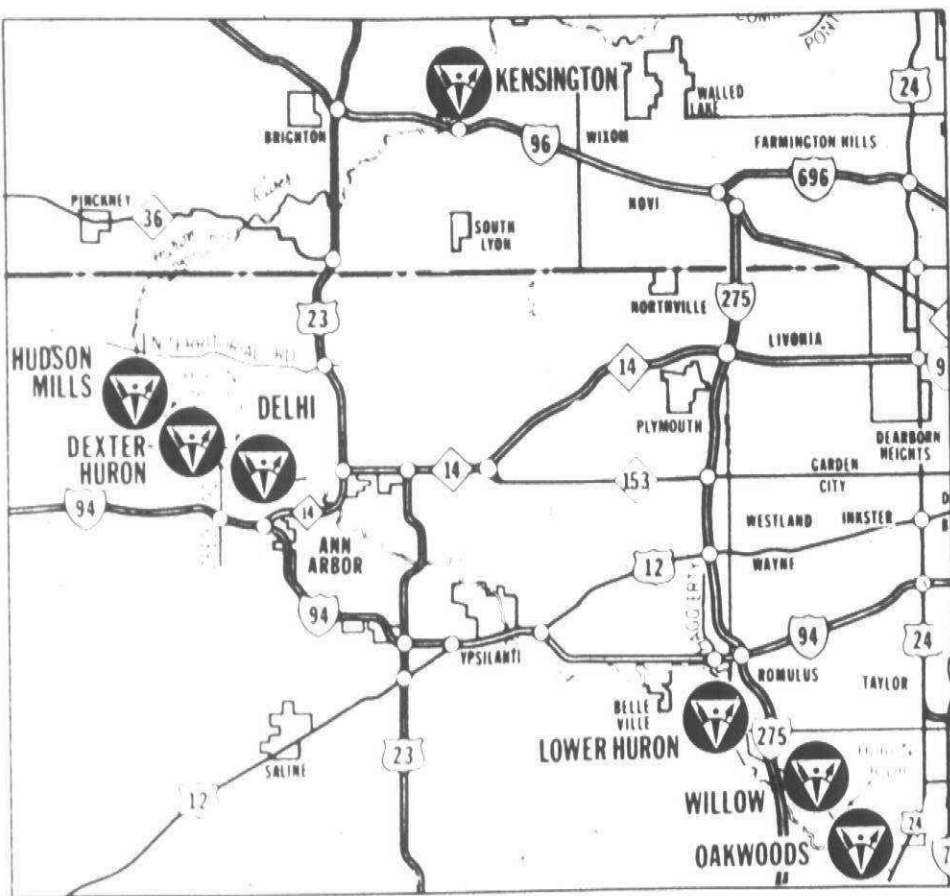 PONT
24
KENSINGTON
WALLED
LAKE
BRIGHTON
96
WIXOM
FARMINGTON HILLS
696
PINCKNEY
36
NOVI
SOUTH
LYON
NORTHVILLE
275
23
LIVONIA
HUDSON
MILLS
14
DELHI
PLYMOUTH
DEXTER-
HURON
DEARBORN
HEIGHTS
14
153
GARDEN
CITY
94
14
WESTLAND
INKSTER
ANN
ARBOR
12
WAYNE
94
94
24
YPSILANTI
ROMULUS
TAYLOR
BELLE
VILLE
LOWER HURON
275
SALINE
23
12
WILLOW
24
OAKWOODS